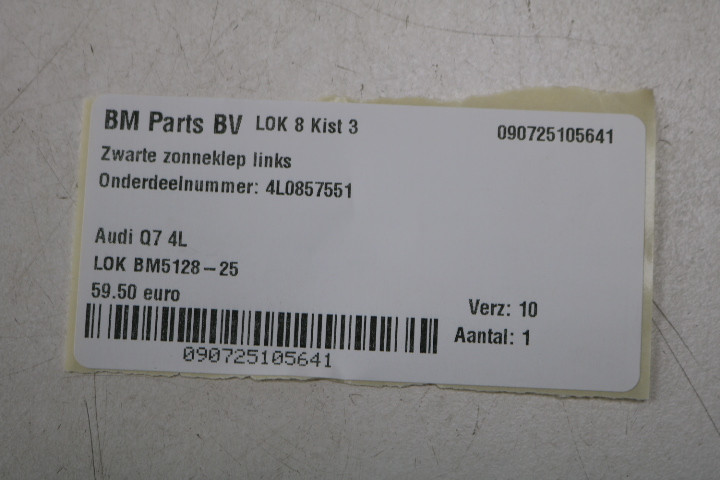 BM Parts BV LOK 8 Kist 3 090725105641
Zwarte zonneklep links
Onderdeelnummer: 4L0857551
Audi Q7 4L
LOK BM5128-25
59.50 euro
Verz: 10
Aantal: 1
090725105641